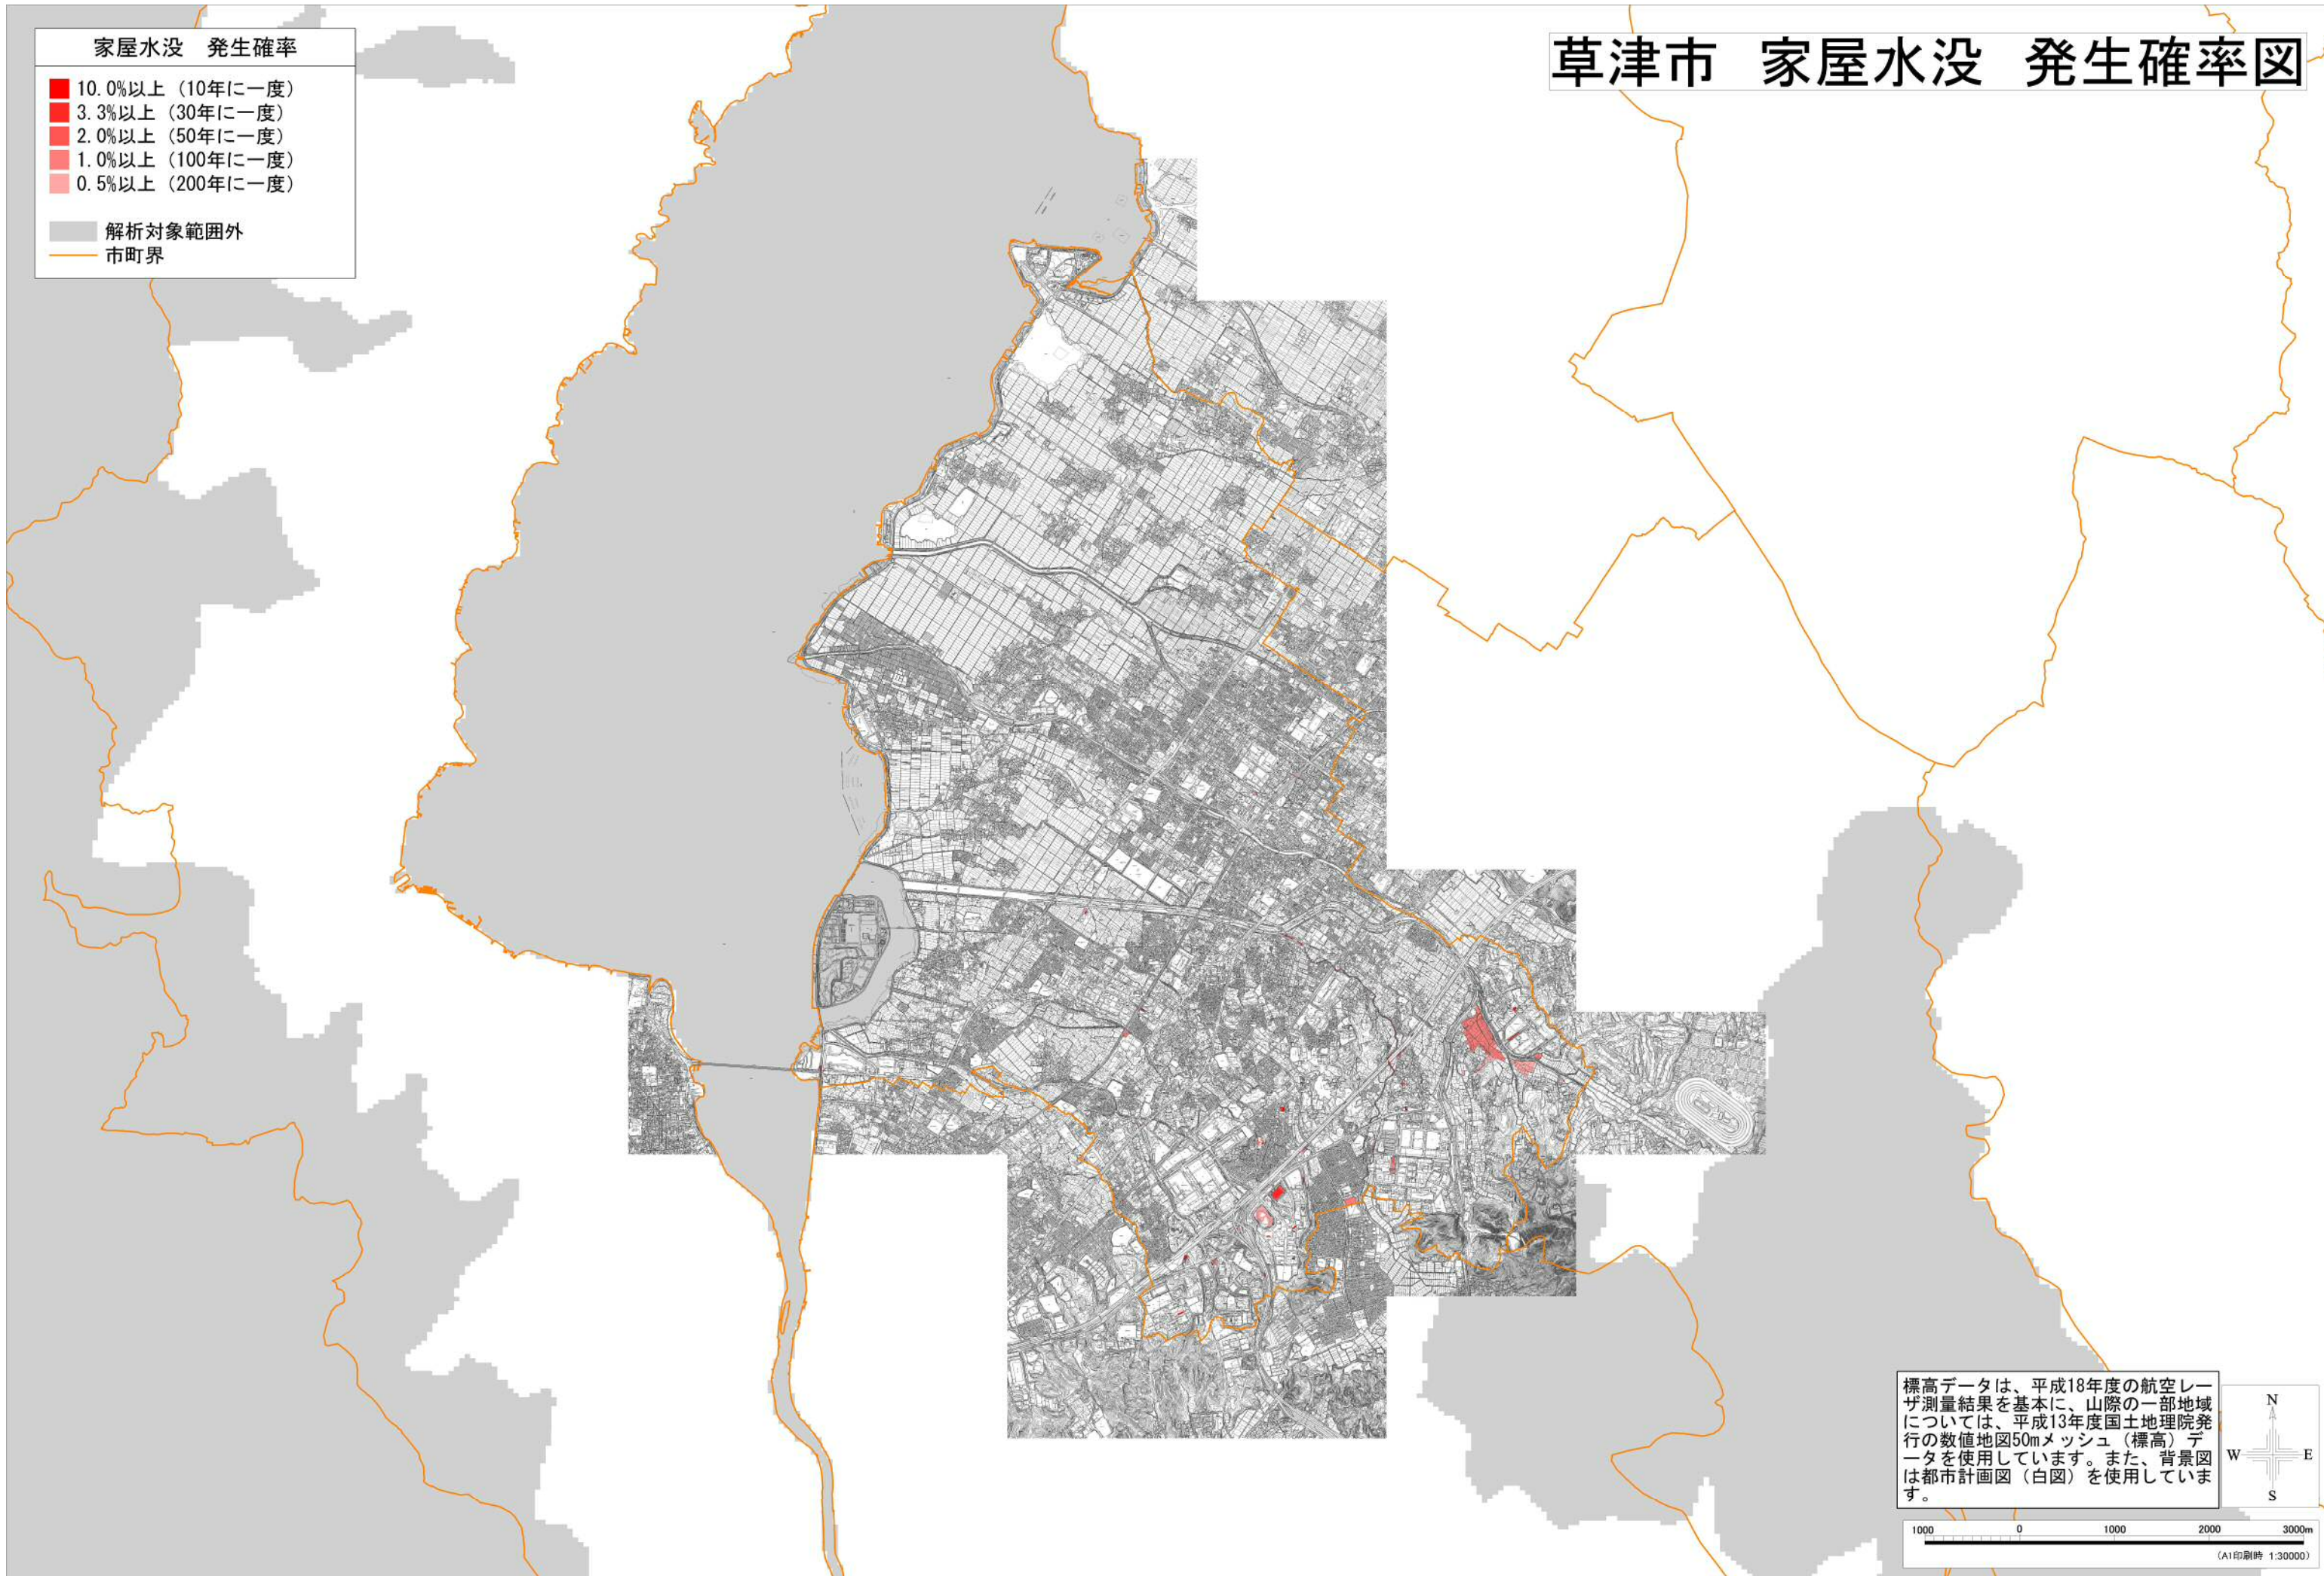 草津市 家屋水没 発生確率図
家屋水没 発生確率
10.0%以上(10年に一度)
3.3%以上(30年に一度)
2.0%以上(50年に一度)
1.0%以上(100年に一度)
0.5%以上(200年に一度)
解析対象範囲外
市町界
標高データは、平成18年度の航空レー
ザ測量結果を基本に、山際の一部地域
については、平成13年度国土地理院発
行の数値地図50mメッシュ(標高)デ
ータを使用しています。また、背景図
は都市計画図(白図)を使用していま
す。
N
W E
S
1000 0 1000 2000 3000m
(A1印刷時 1:30000)